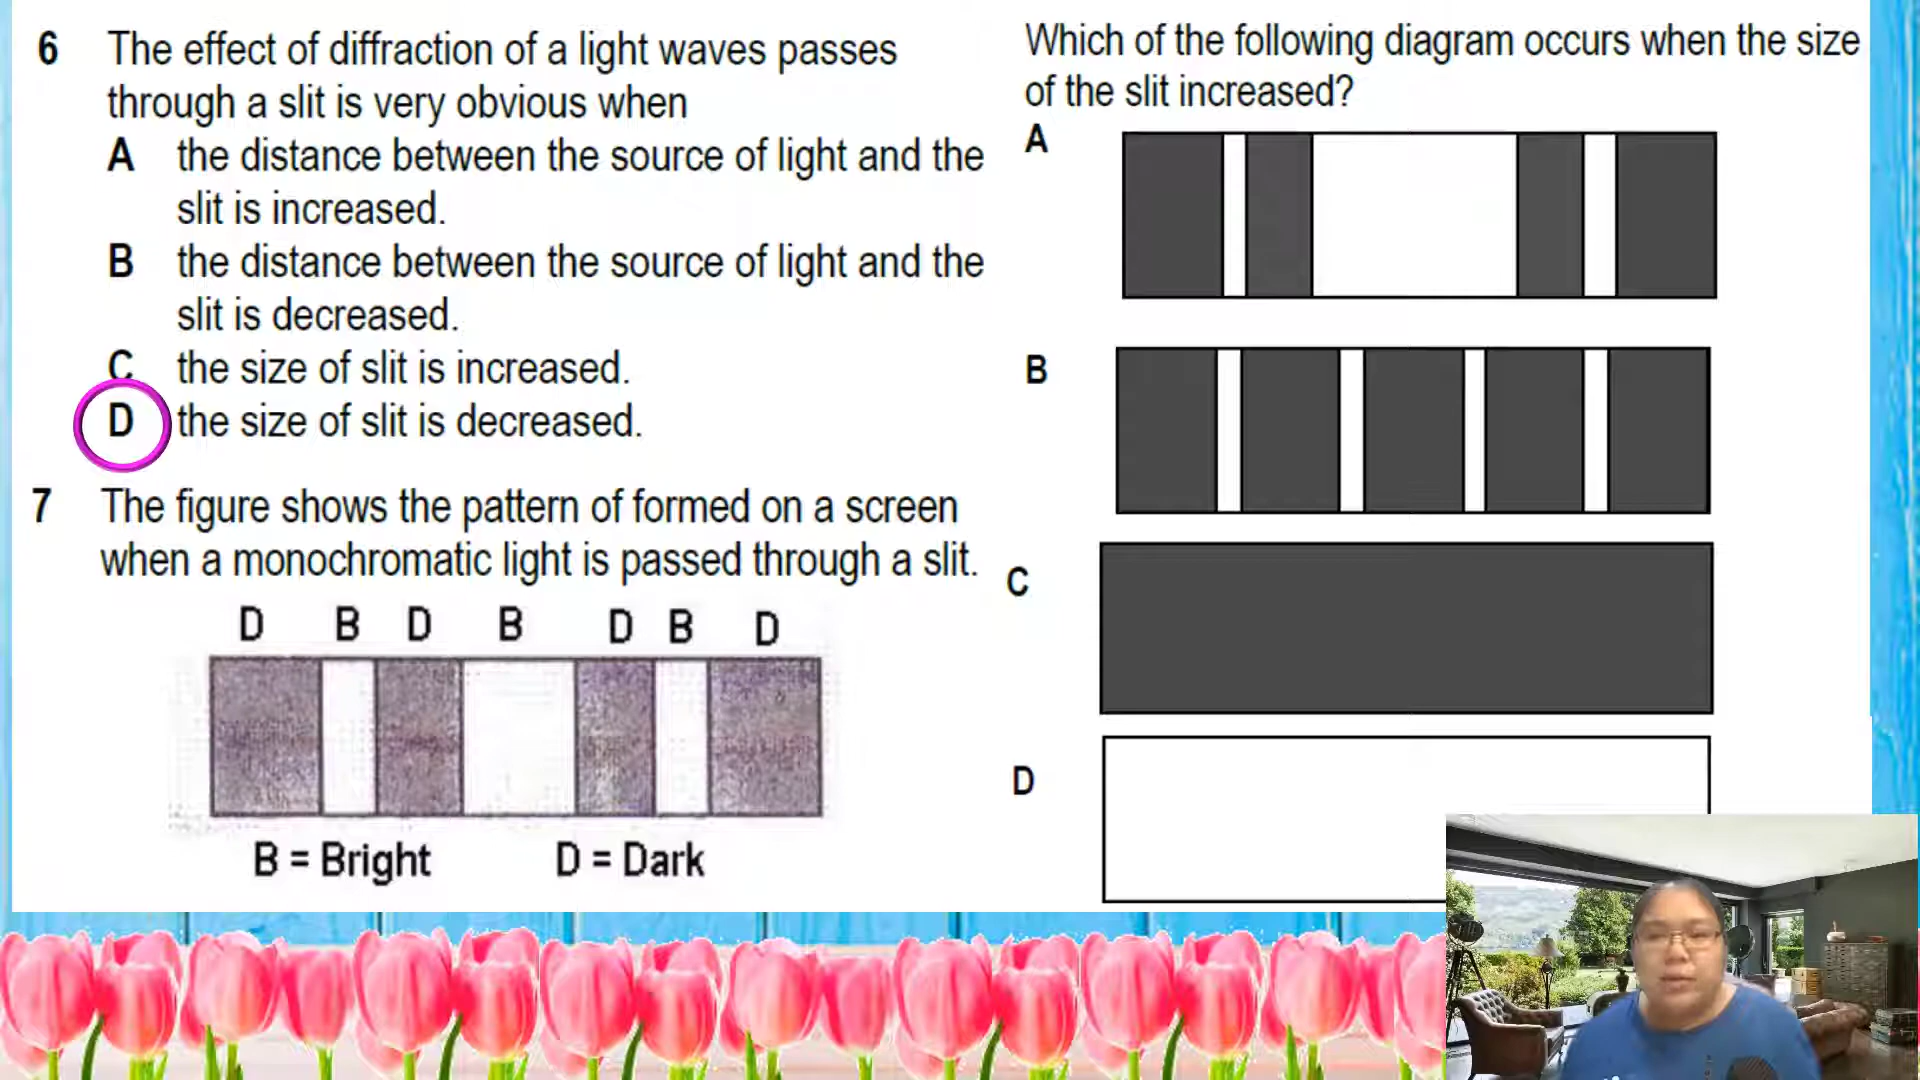 6 The effect of diffraction of a light waves passes
through a slit is very obvious when
A the distance between the source of light and the
slit is increased.
B the distance between the source of light and the
slit is decreased.
C the size of slit is increased.
D the size of slit is decreased.
7 The figure shows the pattern of formed on a screen
when a monochromatic light is passed through a slit.
D B D B D B D
B = Bright D = Dark
Which of the following diagram occurs when the size
of the slit increased?
A
B
C
D